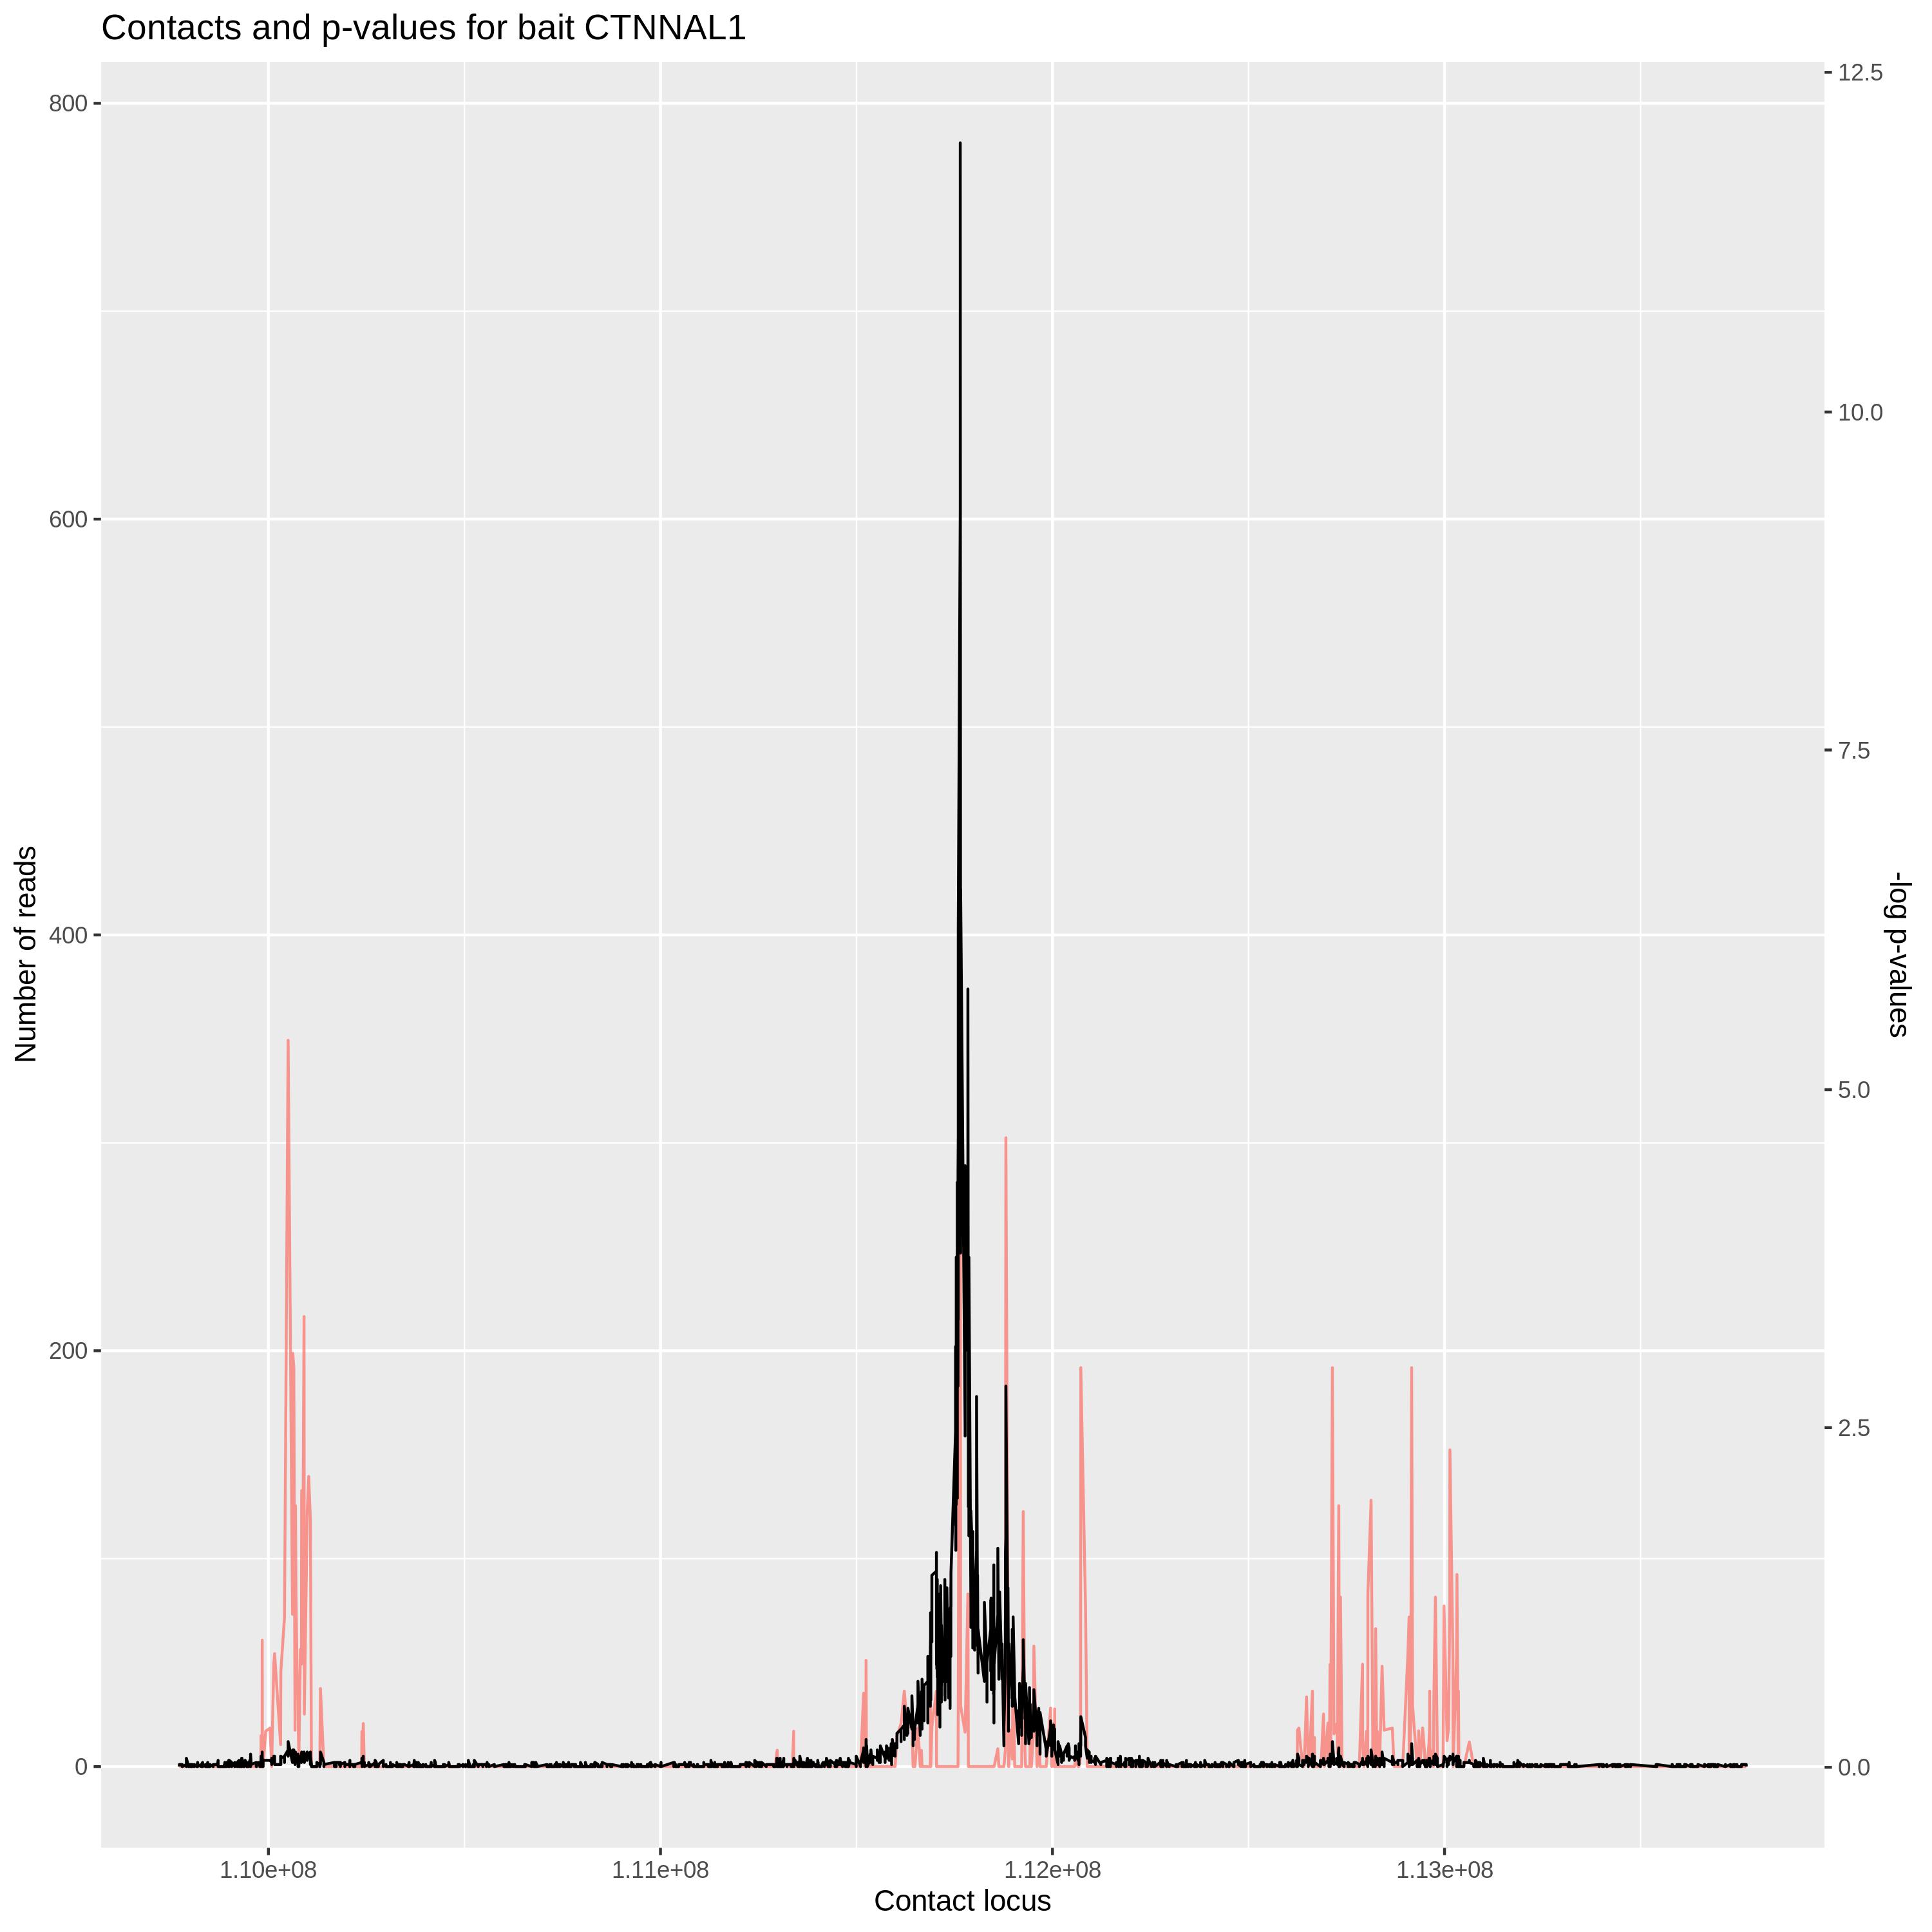 Contacts and p-values for bait CTNNAL1
800
600
400
200
0
Number of reads
12.5
10.0
7.5
5.0
2.5
0.0
-log p-values
1.10e+08
1.11e+08
1.12e+08
1.13e+08
Contact locus